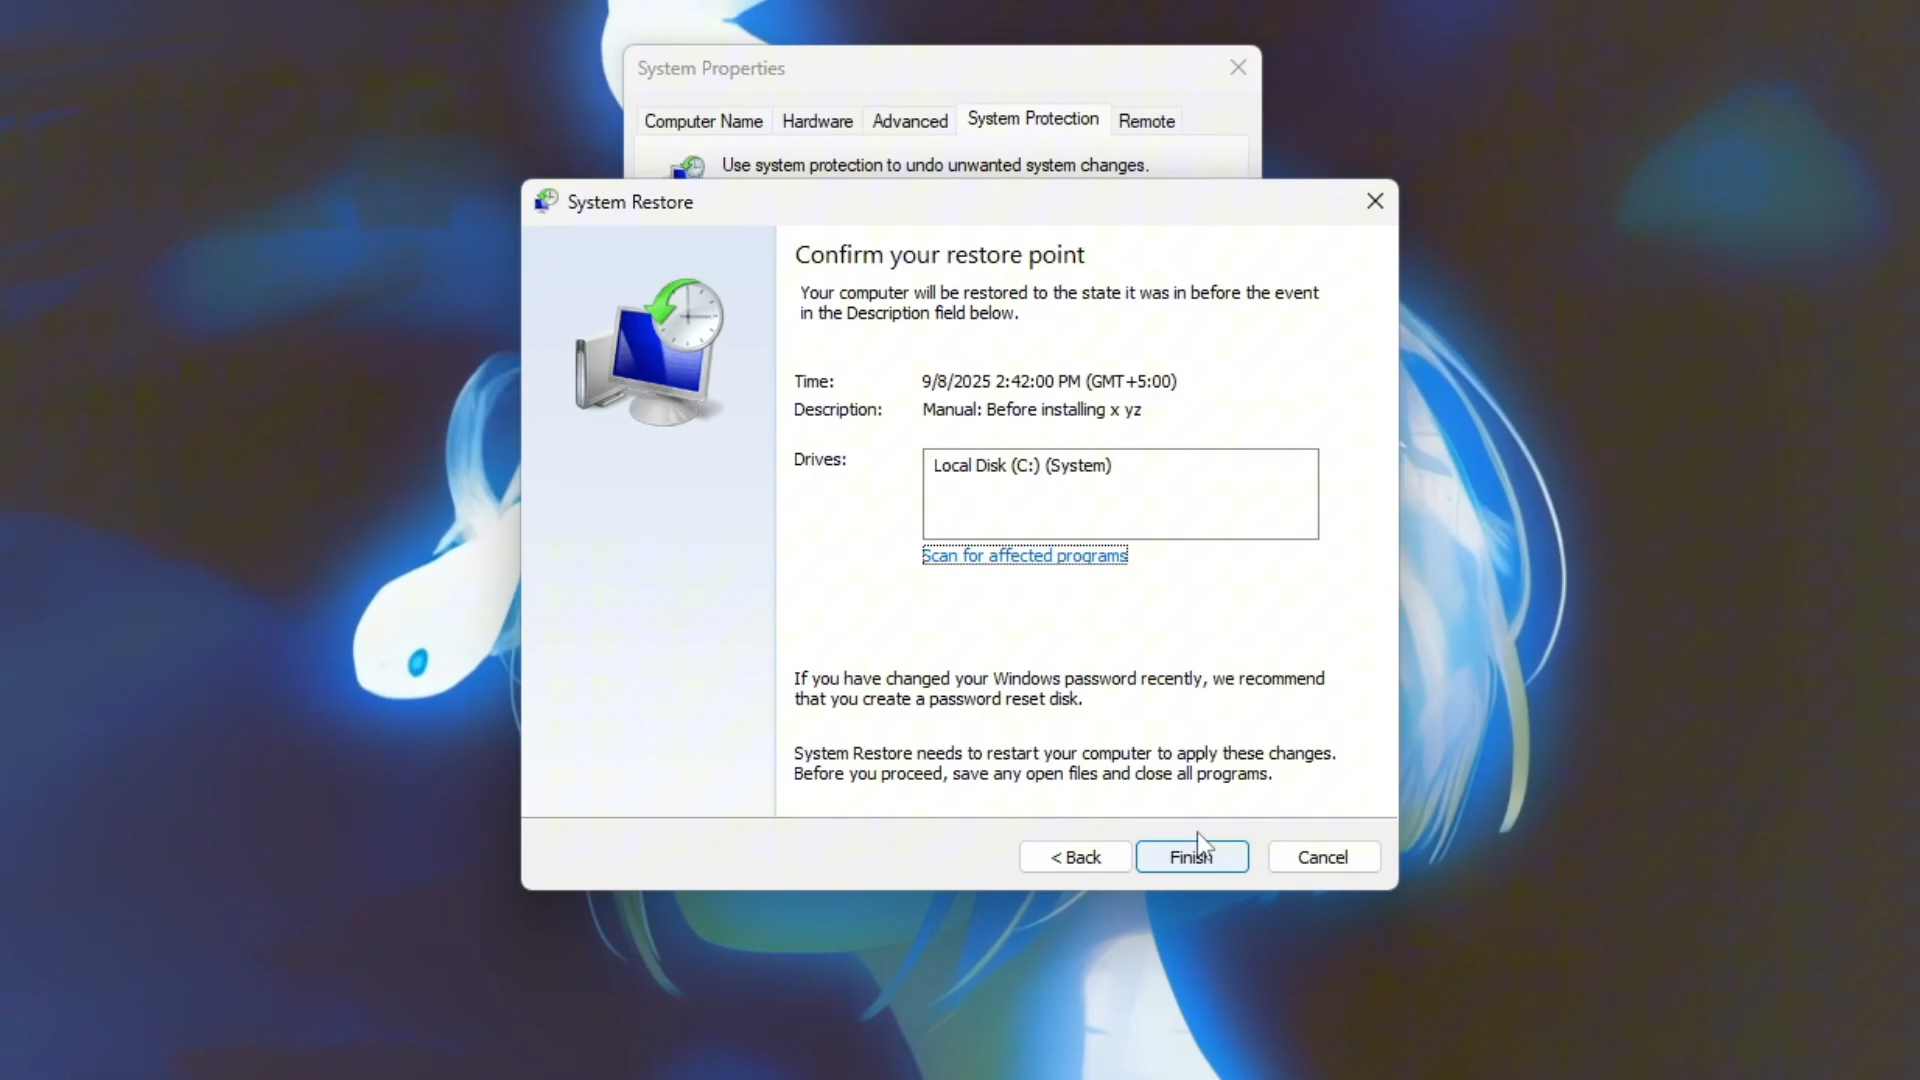 System Properties
Computer Name
Hardware
Advanced
System Protection
Remote
Use system protection to undo unwanted system changes.
System Restore
Confirm your restore point
Your computer will be restored to the state it was in before the event
in the Description field below.
Time: 9/8/2025 2:42:00 PM (GMT+5:00)
Description: Manual: Before installing x yz
Drives: Local Disk (C:) (System)
Scan for affected programs
If you have changed your Windows password recently, we recommend
that you create a password reset disk.
System Restore needs to restart your computer to apply these changes.
Before you proceed, save any open files and close all programs.
< Back
Finish
Cancel